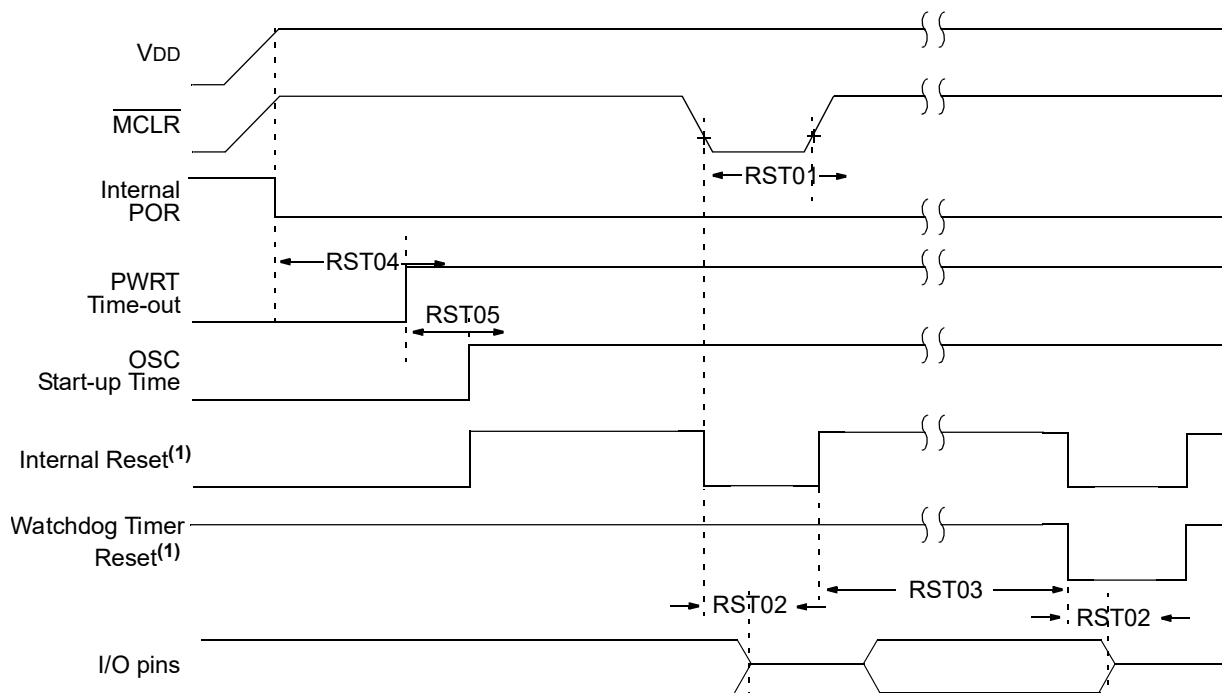 VDD
MCLR
RST01
Internal
POR
RST04
PWRT
Time-out
RST05
OSC
Start-up Time
Internal Reset(1)
Watchdog Timer
Reset(1)
RST03
RST02
RST02
I/O pins